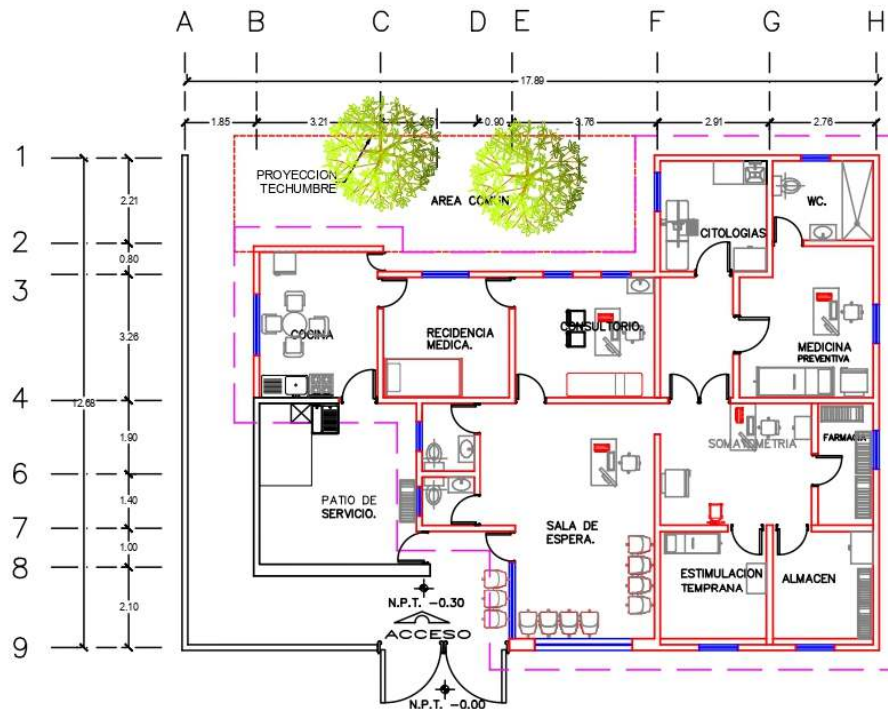 A B C D E F G H
17.89
1.85 3.21 0.90 3.76 2.91 2.76
1
2
3
4
6
7
8
9
2.21
0.80
3.26
12.68
1.90
1.40
1.00
2.10
PROYECCION
TECHUMBRE
AREA COMUN
CITOLOGIAS
WC.
COCINA
RECIDENCIA
MEDICA.
CONSULTORIO.
MEDICINA
PREVENTIVA
SOMATOMETRIA
FARMACIA
PATIO DE
SERVICIO.
SALA DE
ESPERA.
ESTIMULACION
TEMPRANA
ALMACEN
N.P.T. -0.30
ACCESO
N.P.T. -0.00